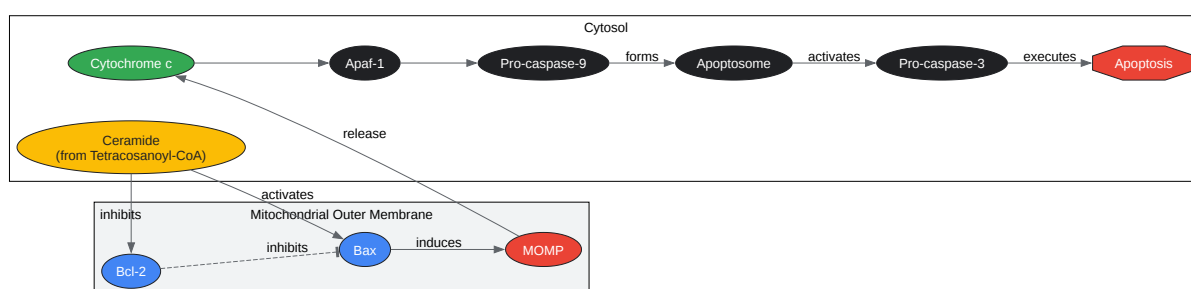 Cytosol
Cytochrome c
Apaf-1
Pro-caspase-9
forms
Apoptosome
activates
Pro-caspase-3
executes
Apoptosis
release
Ceramide
(from Tetracosanoyl-CoA)
activates
inhibits
Mitochondrial Outer Membrane
inhibits
Bax
induces
MOMP
Bcl-2